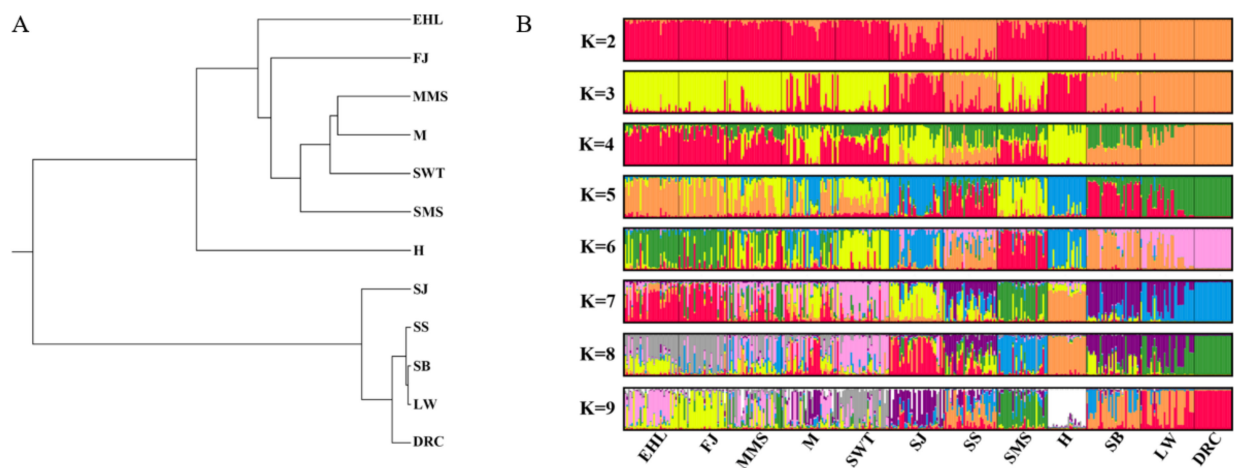 A
EHL
FJ
MMS
M
SWT
SMS
H
SJ
SS
SB
LW
DRC
B
K=2
K=3
K=4
K=5
K=6
K=7
K=8
K=9
EHL FJ MMS M SWT SJ SS SMS H SB LW DRC